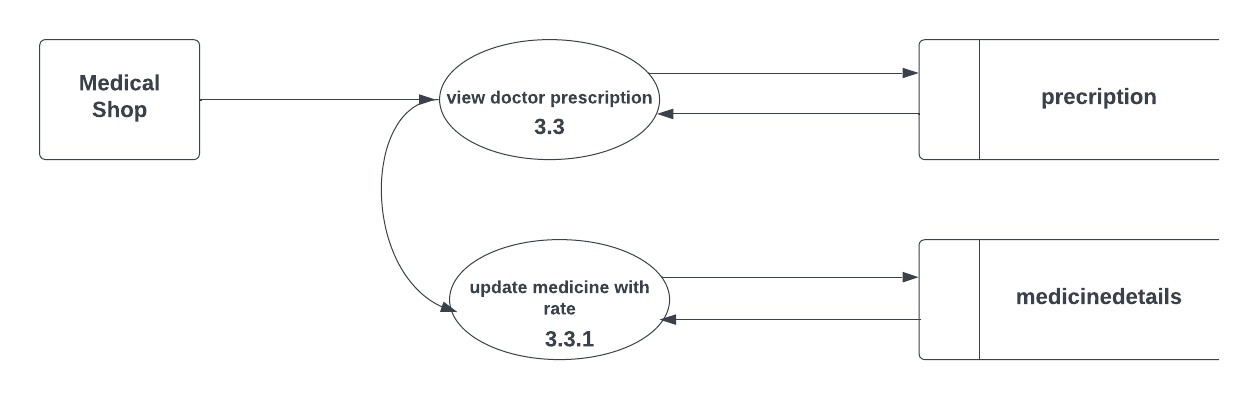 Medical
Shop
view doctor prescription
3.3
precription
update medicine with
rate
3.3.1
medicinedetails